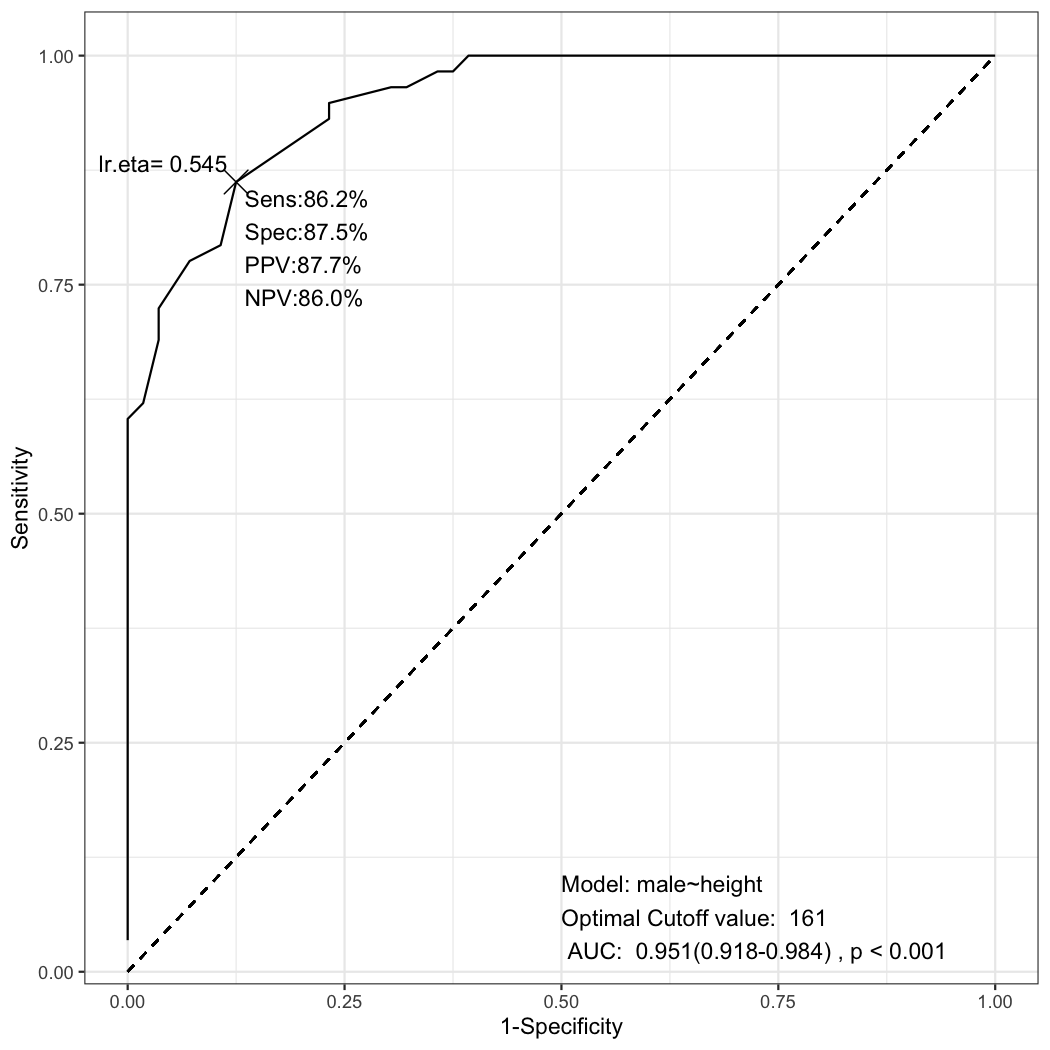 1.00
0.75
0.50
0.25
0.00
Sensitivity
lr.eta= 0.545
Sens:86.2%
Spec:87.5%
PPV:87.7%
NPV:86.0%
Model: male~height
Optimal Cutoff value:  161
AUC:  0.951(0.918-0.984) , p < 0.001
0.00 0.25 0.50 0.75 1.00
1-Specificity